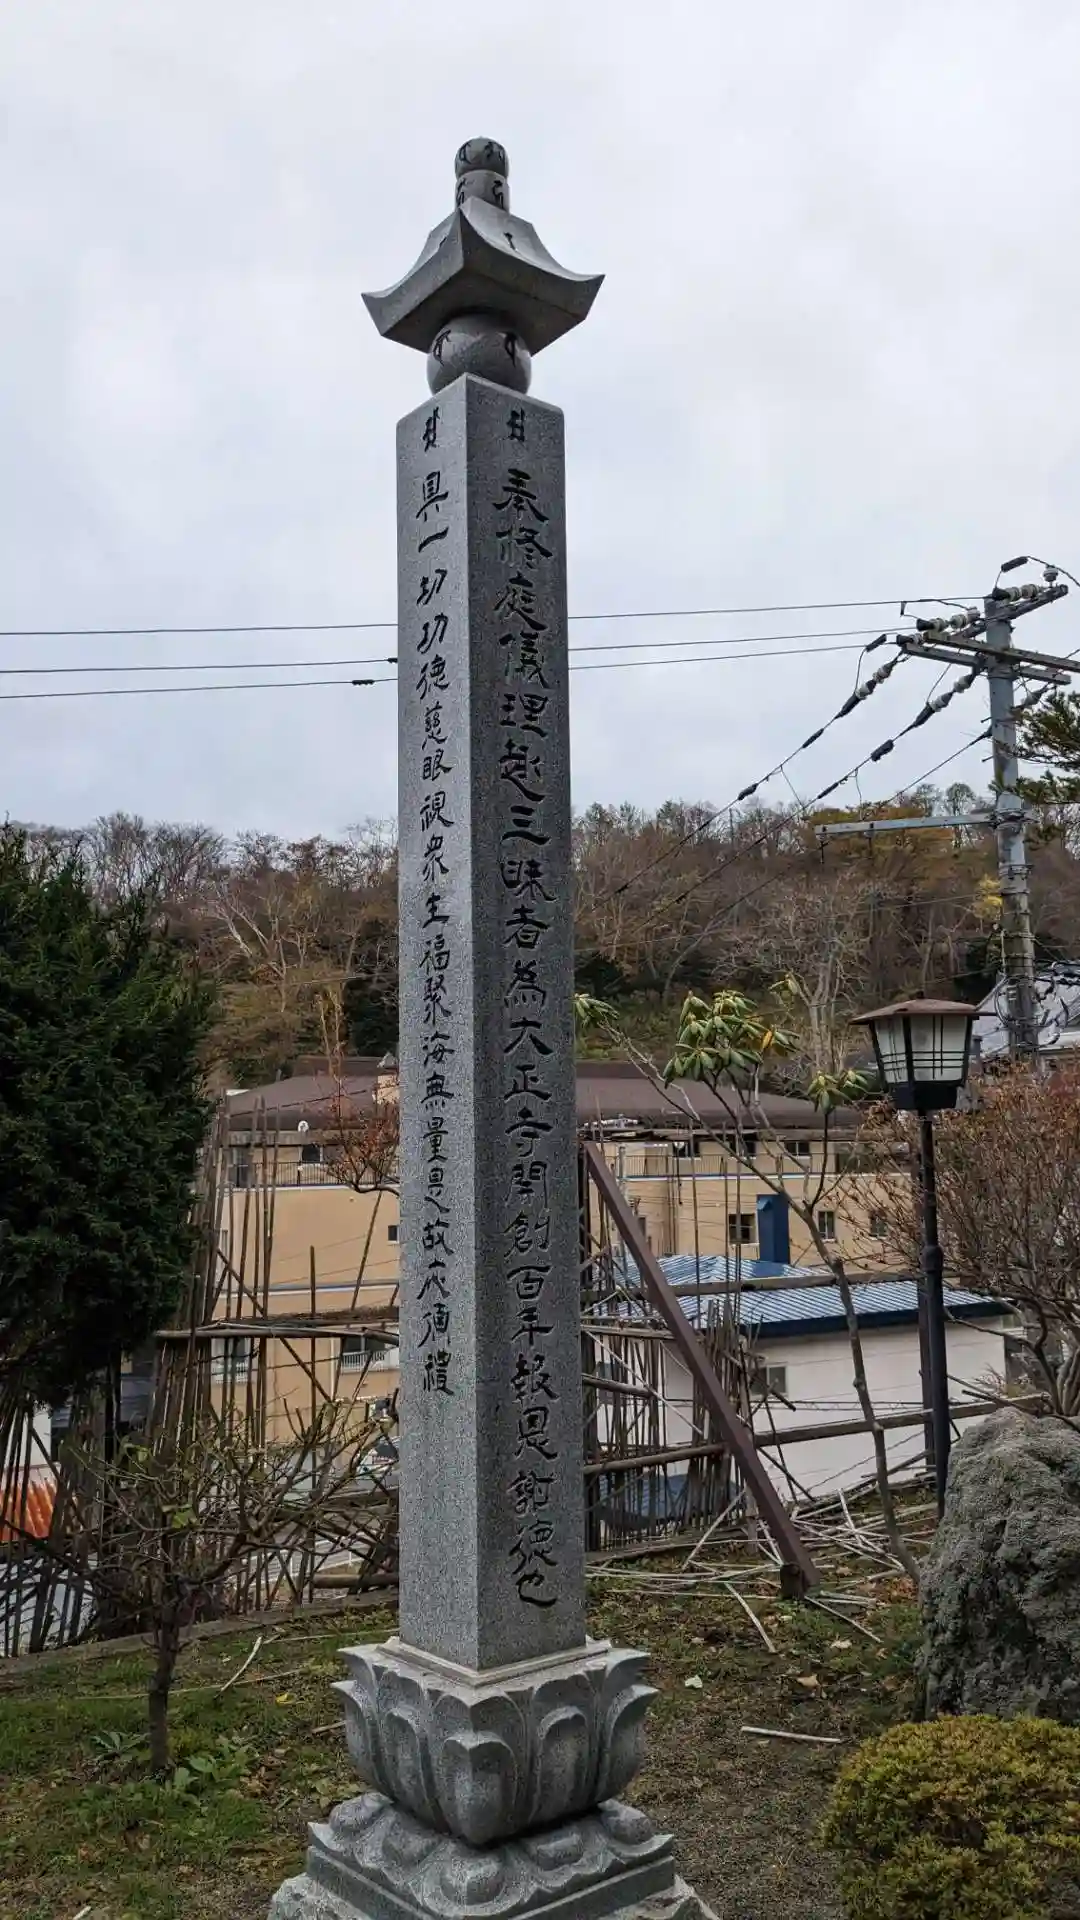 奉修庭儀理趣三昧者為大正寺開創百年報恩謝徳也
具一切功徳慈眼視衆生福聚海無量是故応頂礼